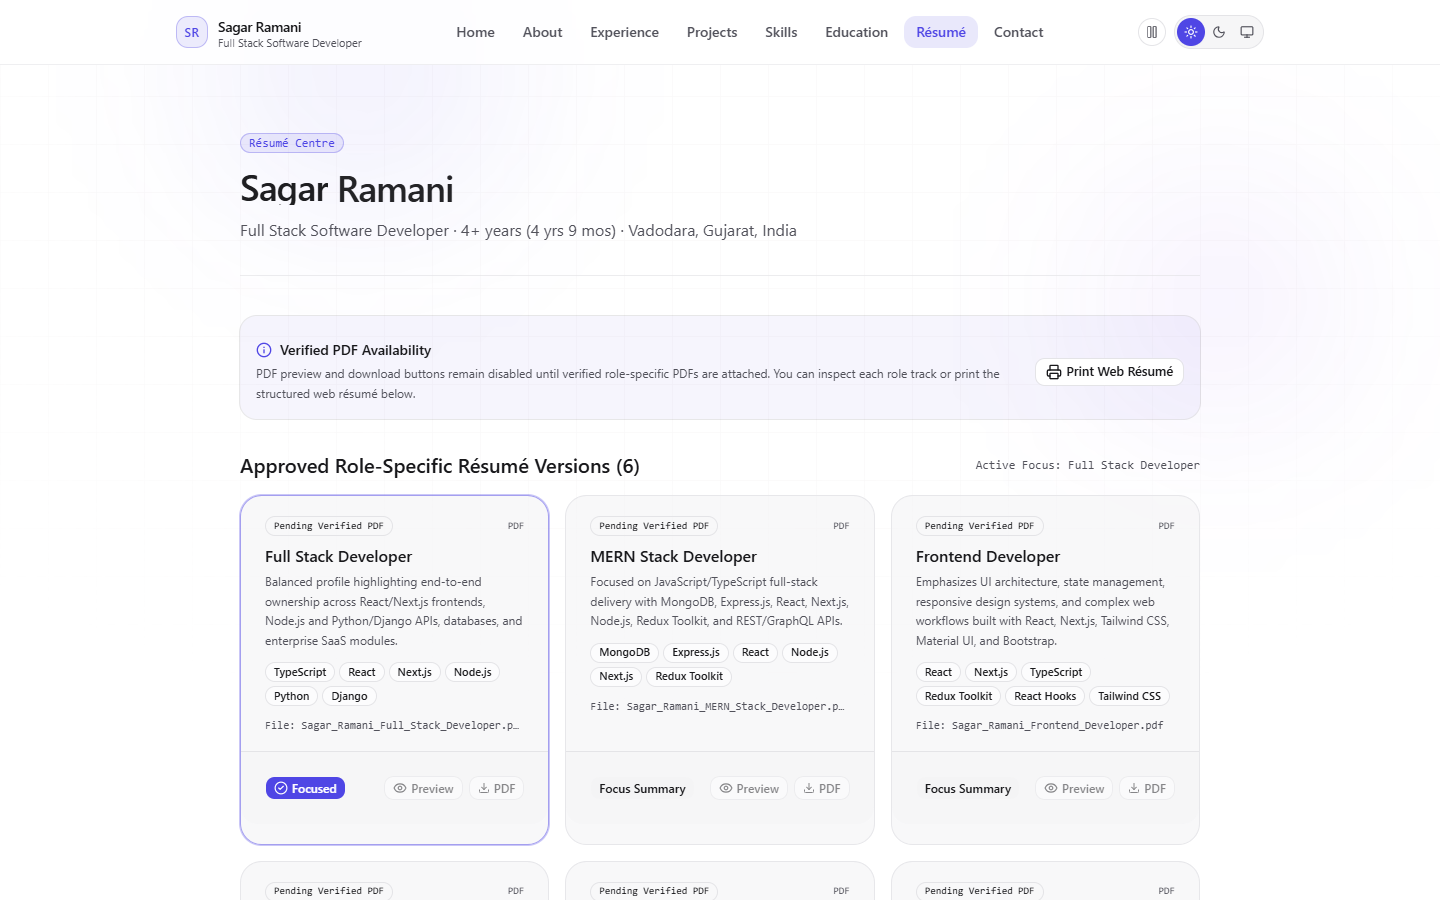 SR
Sagar Ramani
Full Stack Software Developer
Home
About
Experience
Projects
Skills
Education
Résumé
Contact
Résumé Centre
Sagar Ramani
Full Stack Software Developer · 4+ years (4 yrs 9 mos) · Vadodara, Gujarat, India
Verified PDF Availability
PDF preview and download buttons remain disabled until verified role-specific PDFs are attached. You can inspect each role track or print the
structured web résumé below.
Print Web Résumé
Approved Role-Specific Résumé Versions (6)
Active Focus: Full Stack Developer
Pending Verified PDF
PDF
Full Stack Developer
Balanced profile highlighting end-to-end
ownership across React/Next.js frontends,
Node.js and Python/Django APIs, databases, and
enterprise SaaS modules.
TypeScript
React
Next.js
Node.js
Python
Django
File: Sagar_Ramani_Full_Stack_Developer.p…
Focused
Preview
PDF
Pending Verified PDF
PDF
MERN Stack Developer
Focused on JavaScript/TypeScript full-stack
delivery with MongoDB, Express.js, React, Next.js,
Node.js, Redux Toolkit, and REST/GraphQL APIs.
MongoDB
Express.js
React
Node.js
Next.js
Redux Toolkit
File: Sagar_Ramani_MERN_Stack_Developer.p…
Focus Summary
Preview
PDF
Pending Verified PDF
PDF
Frontend Developer
Emphasizes UI architecture, state management,
responsive design systems, and complex web
workflows built with React, Next.js, Tailwind CSS,
Material UI, and Bootstrap.
React
Next.js
TypeScript
Redux Toolkit
React Hooks
Tailwind CSS
File: Sagar_Ramani_Frontend_Developer.pdf
Focus Summary
Preview
PDF
Pending Verified PDF
PDF
Pending Verified PDF
PDF
Pending Verified PDF
PDF